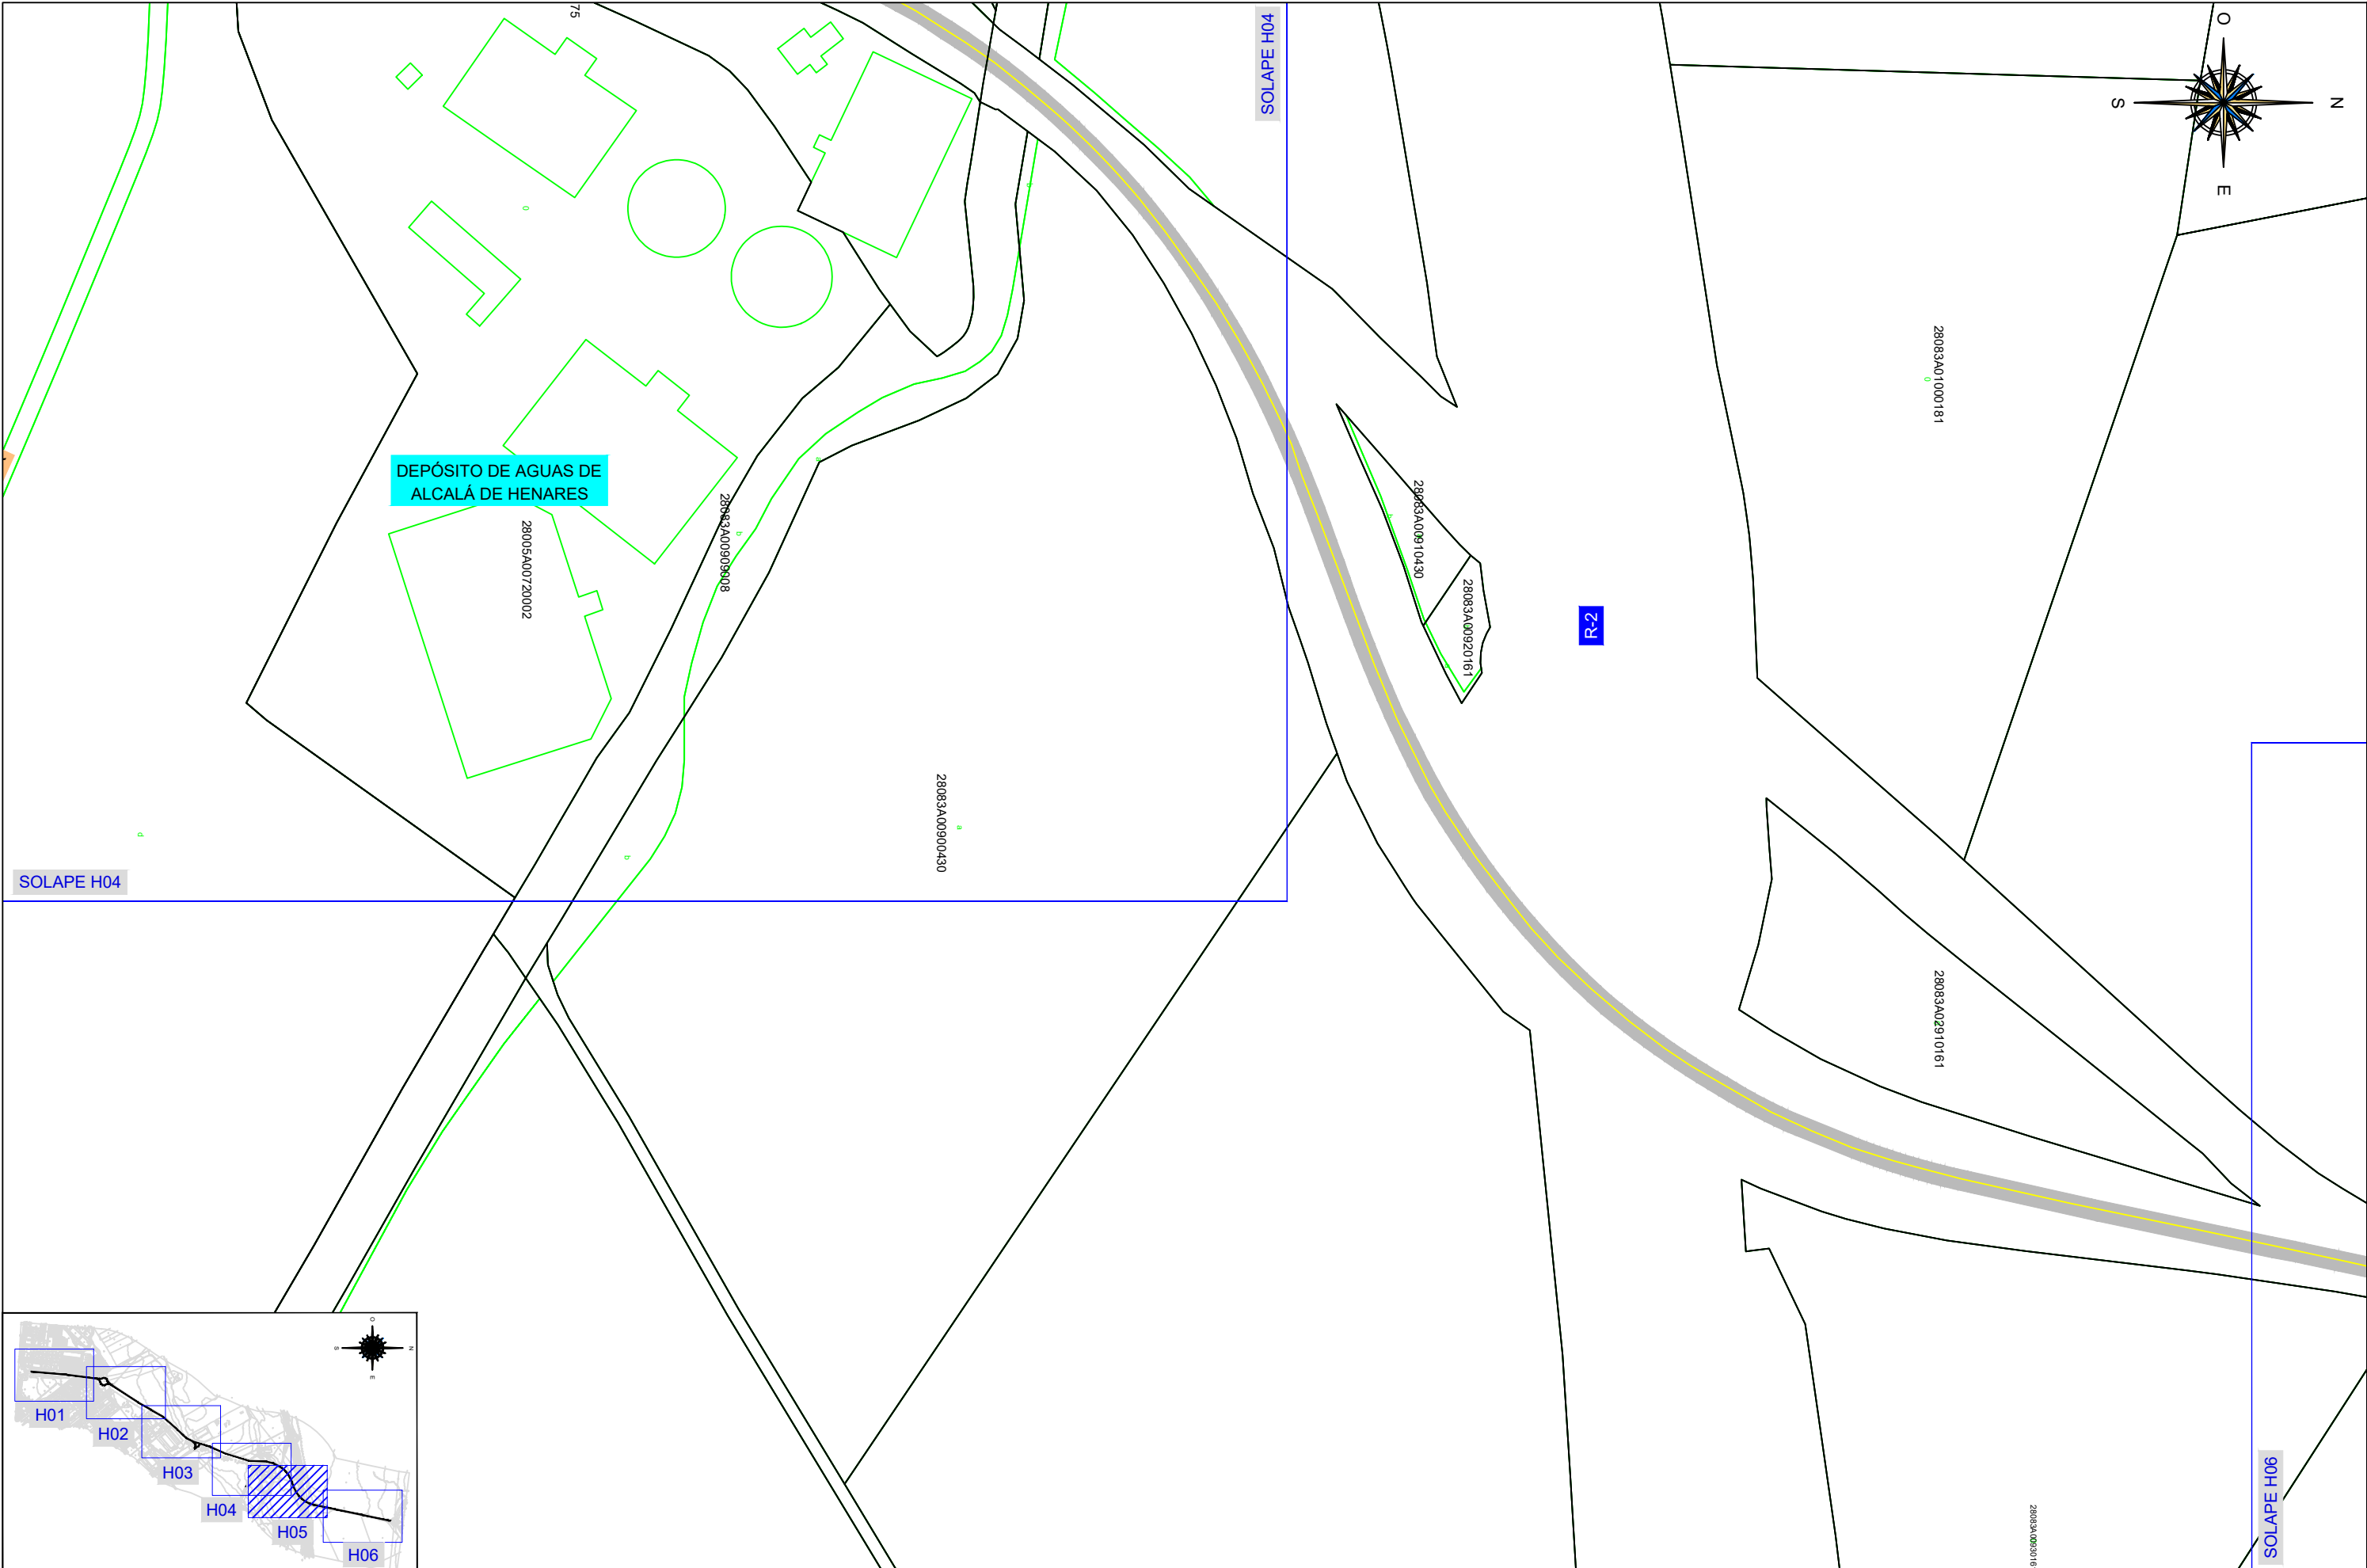 75
SOLAPE H04
O
S
N
E
28083A01000181
DEPÓSITO DE AGUAS DE
ALCALÁ DE HENARES
28005A00720002
28083A00909008
28083A00910430
28083A00920161
R-2
28083A00900430
SOLAPE H04
28083A02910161
SOLAPE H06
O
S
N
E
H01
H02
H03
H04
H05
H06